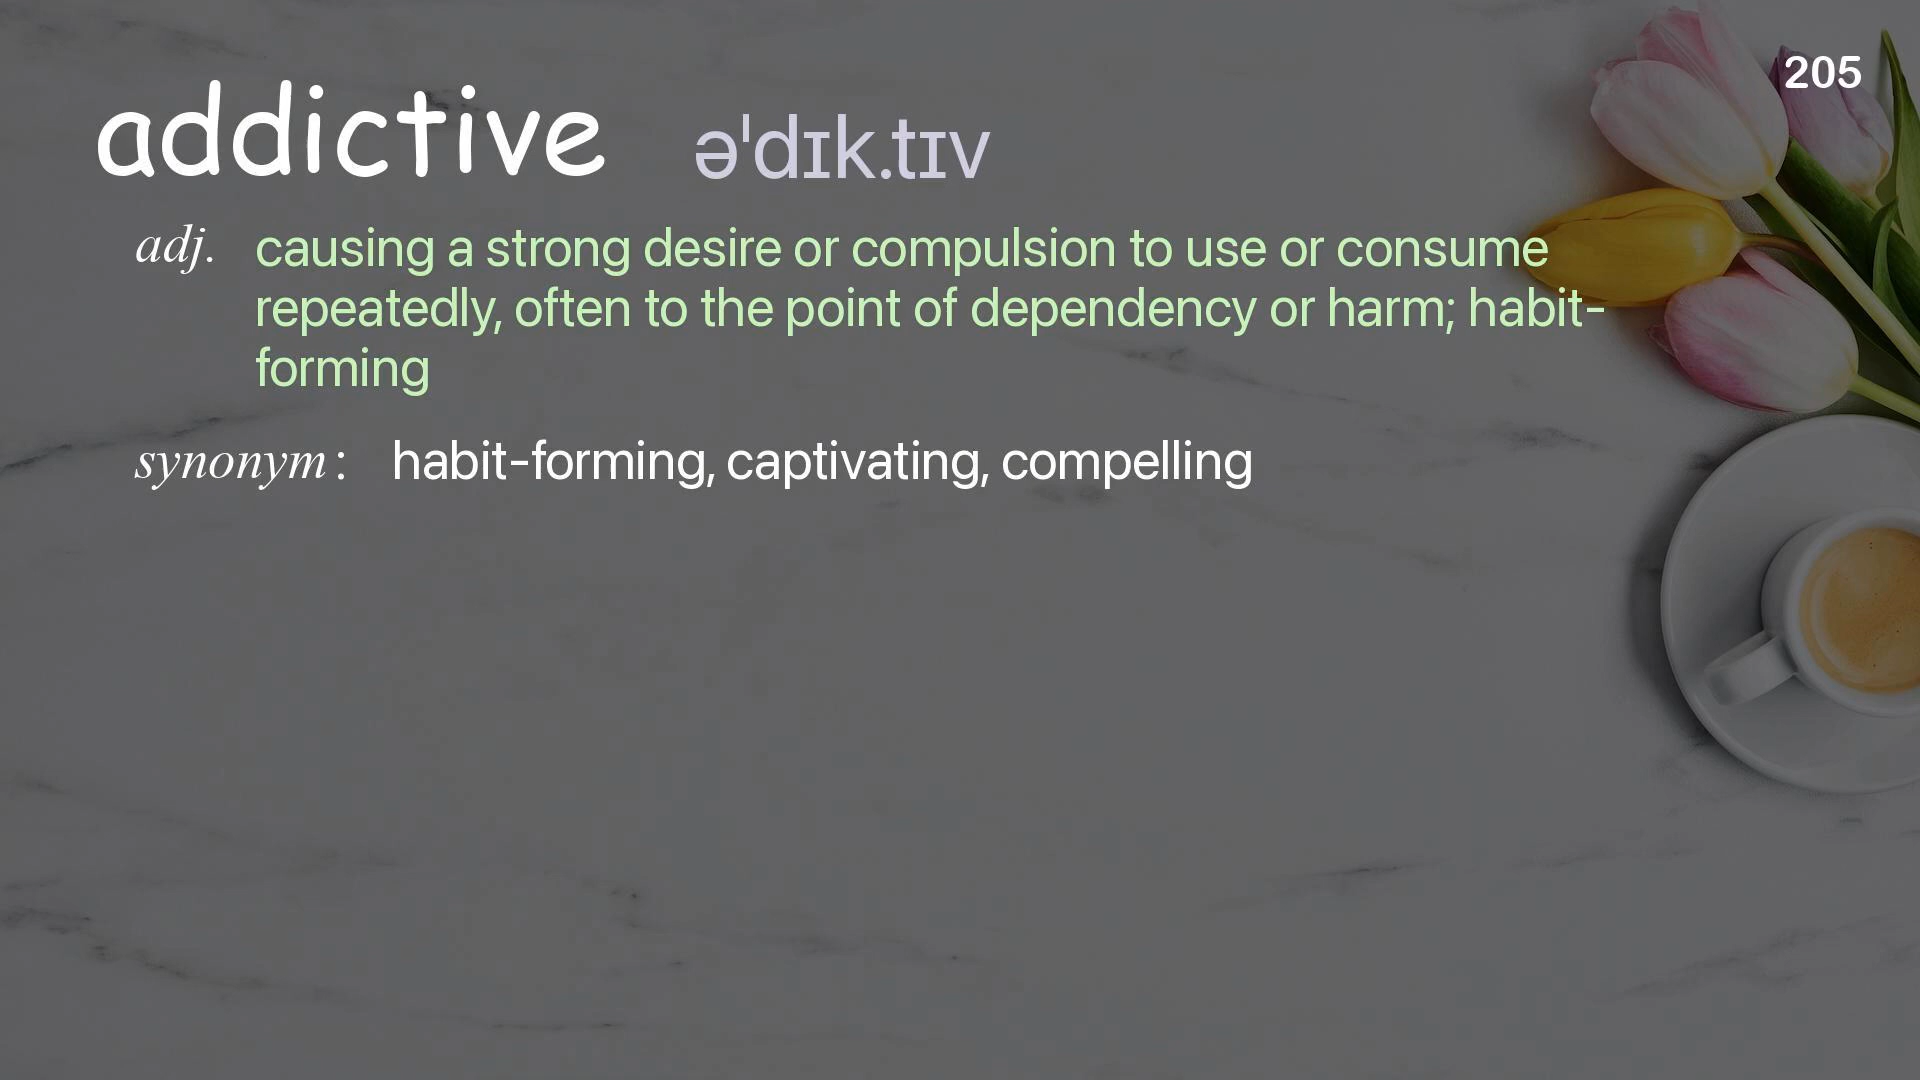 205
addictive əˈdɪk.tɪv
adj. causing a strong desire or compulsion to use or consume
repeatedly, often to the point of dependency or harm; habit-
forming
synonym: habit-forming, captivating, compelling